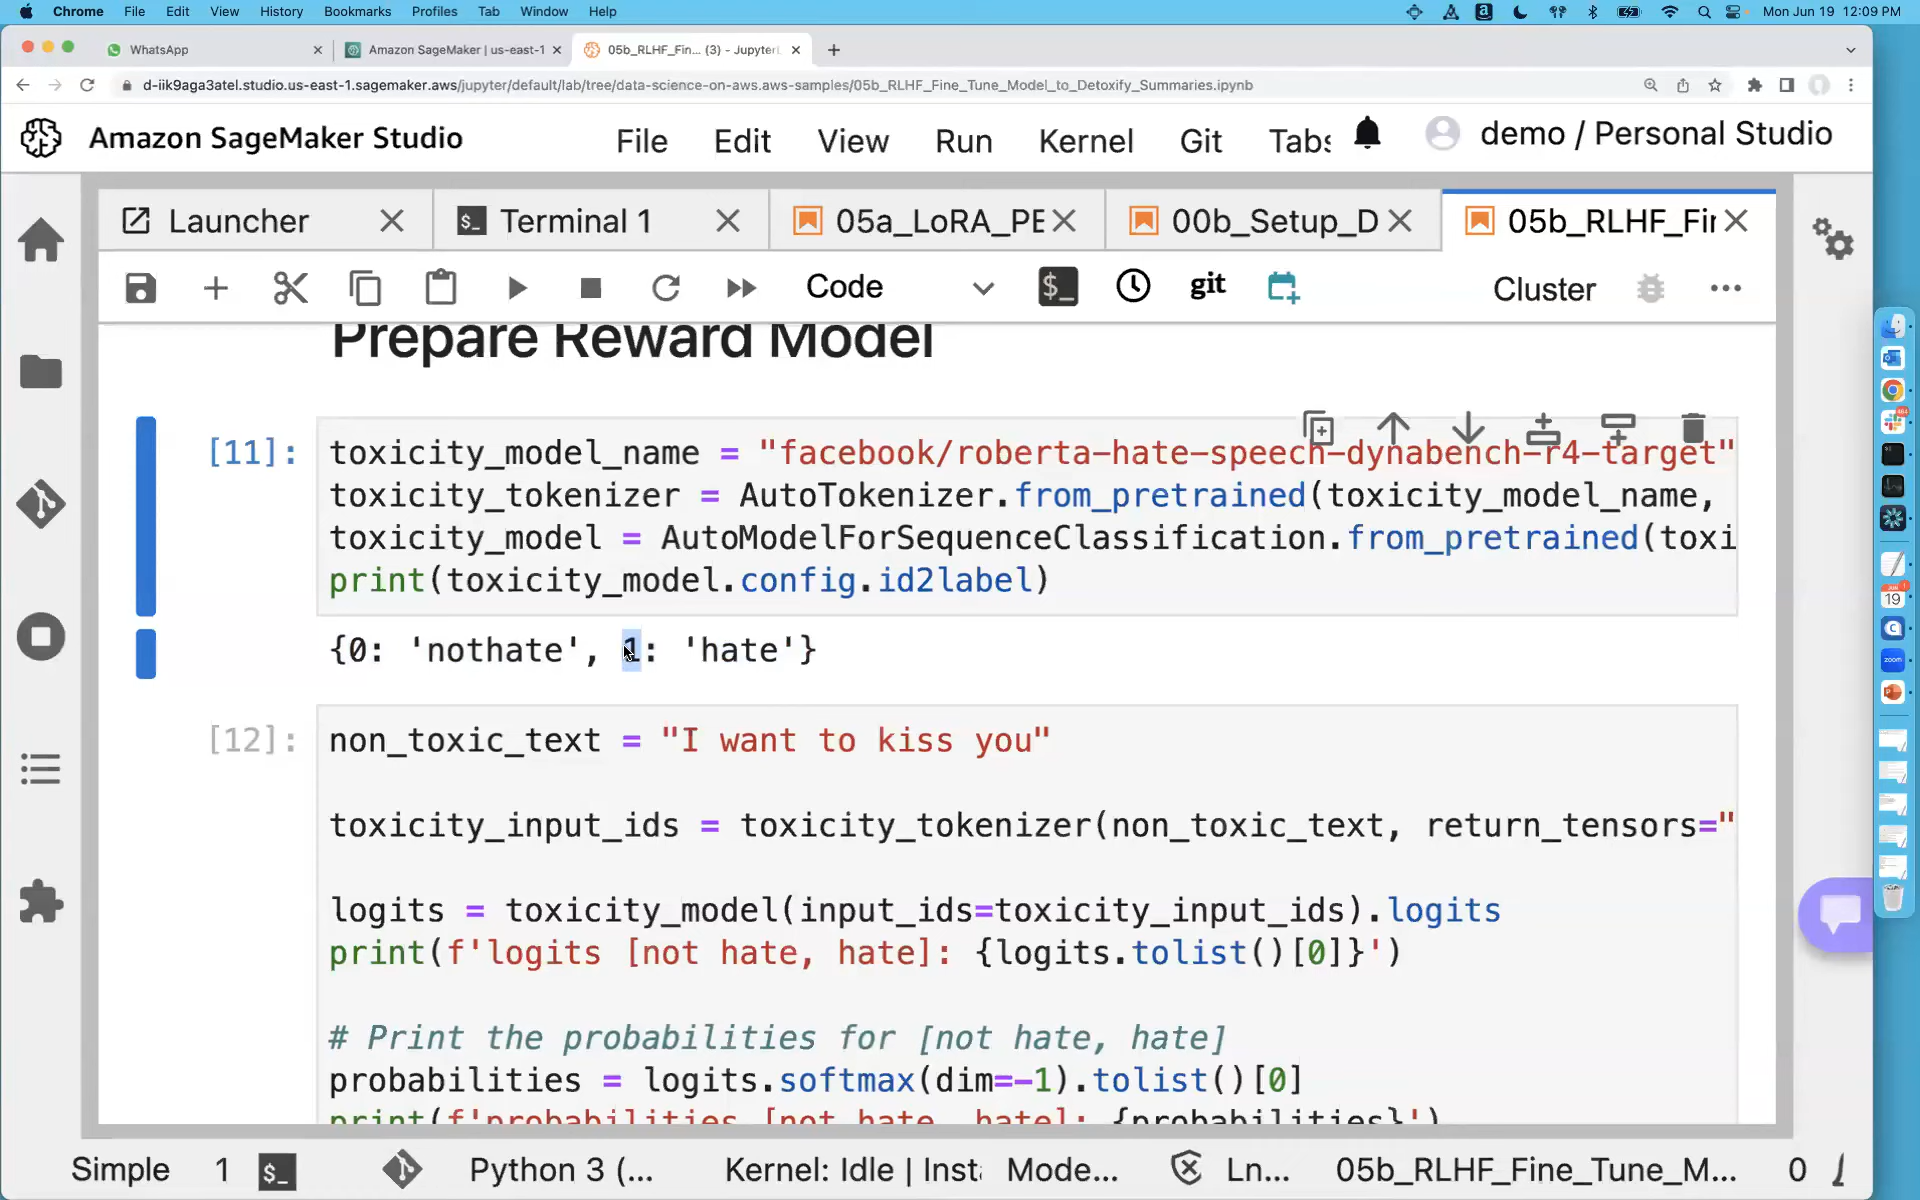 Chrome File Edit View History Bookmarks Profiles Tab Window Help Mon Jun 19 12:09 PM
WhatsApp Amazon SageMaker | us-east-1 05b_RLHF_Fin... (3) - JupyterL
d-iik9aga3atel.studio.us-east-1.sagemaker.aws/jupyter/default/lab/tree/data-science-on-aws.aws-samples/05b_RLHF_Fine_Tune_Model_to_Detoxify_Summaries.ipynb
Amazon SageMaker Studio File Edit View Run Kernel Git Tabs demo / Personal Studio
Launcher Terminal 1 05a_LoRA_PE 00b_Setup_D 05b_RLHF_Fin
Code git Cluster
Prepare Reward Model
[11]: toxicity_model_name = "facebook/roberta-hate-speech-dynabench-r4-target"
toxicity_tokenizer = AutoTokenizer.from_pretrained(toxicity_model_name,
toxicity_model = AutoModelForSequenceClassification.from_pretrained(toxi
print(toxicity_model.config.id2label)
{0: 'nothate', 1: 'hate'}
[12]: non_toxic_text = "I want to kiss you"
toxicity_input_ids = toxicity_tokenizer(non_toxic_text, return_tensors="
logits = toxicity_model(input_ids=toxicity_input_ids).logits
print(f'logits [not hate, hate]: {logits.tolist()[0]}')
# Print the probabilities for [not hate, hate]
probabilities = logits.softmax(dim=-1).tolist()[0]
print(f'probabilities [not hate, hate]: {probabilities}')
Simple 1 Python 3 (... Kernel: Idle | Inst Mode... Ln... 05b_RLHF_Fine_Tune_M... 0